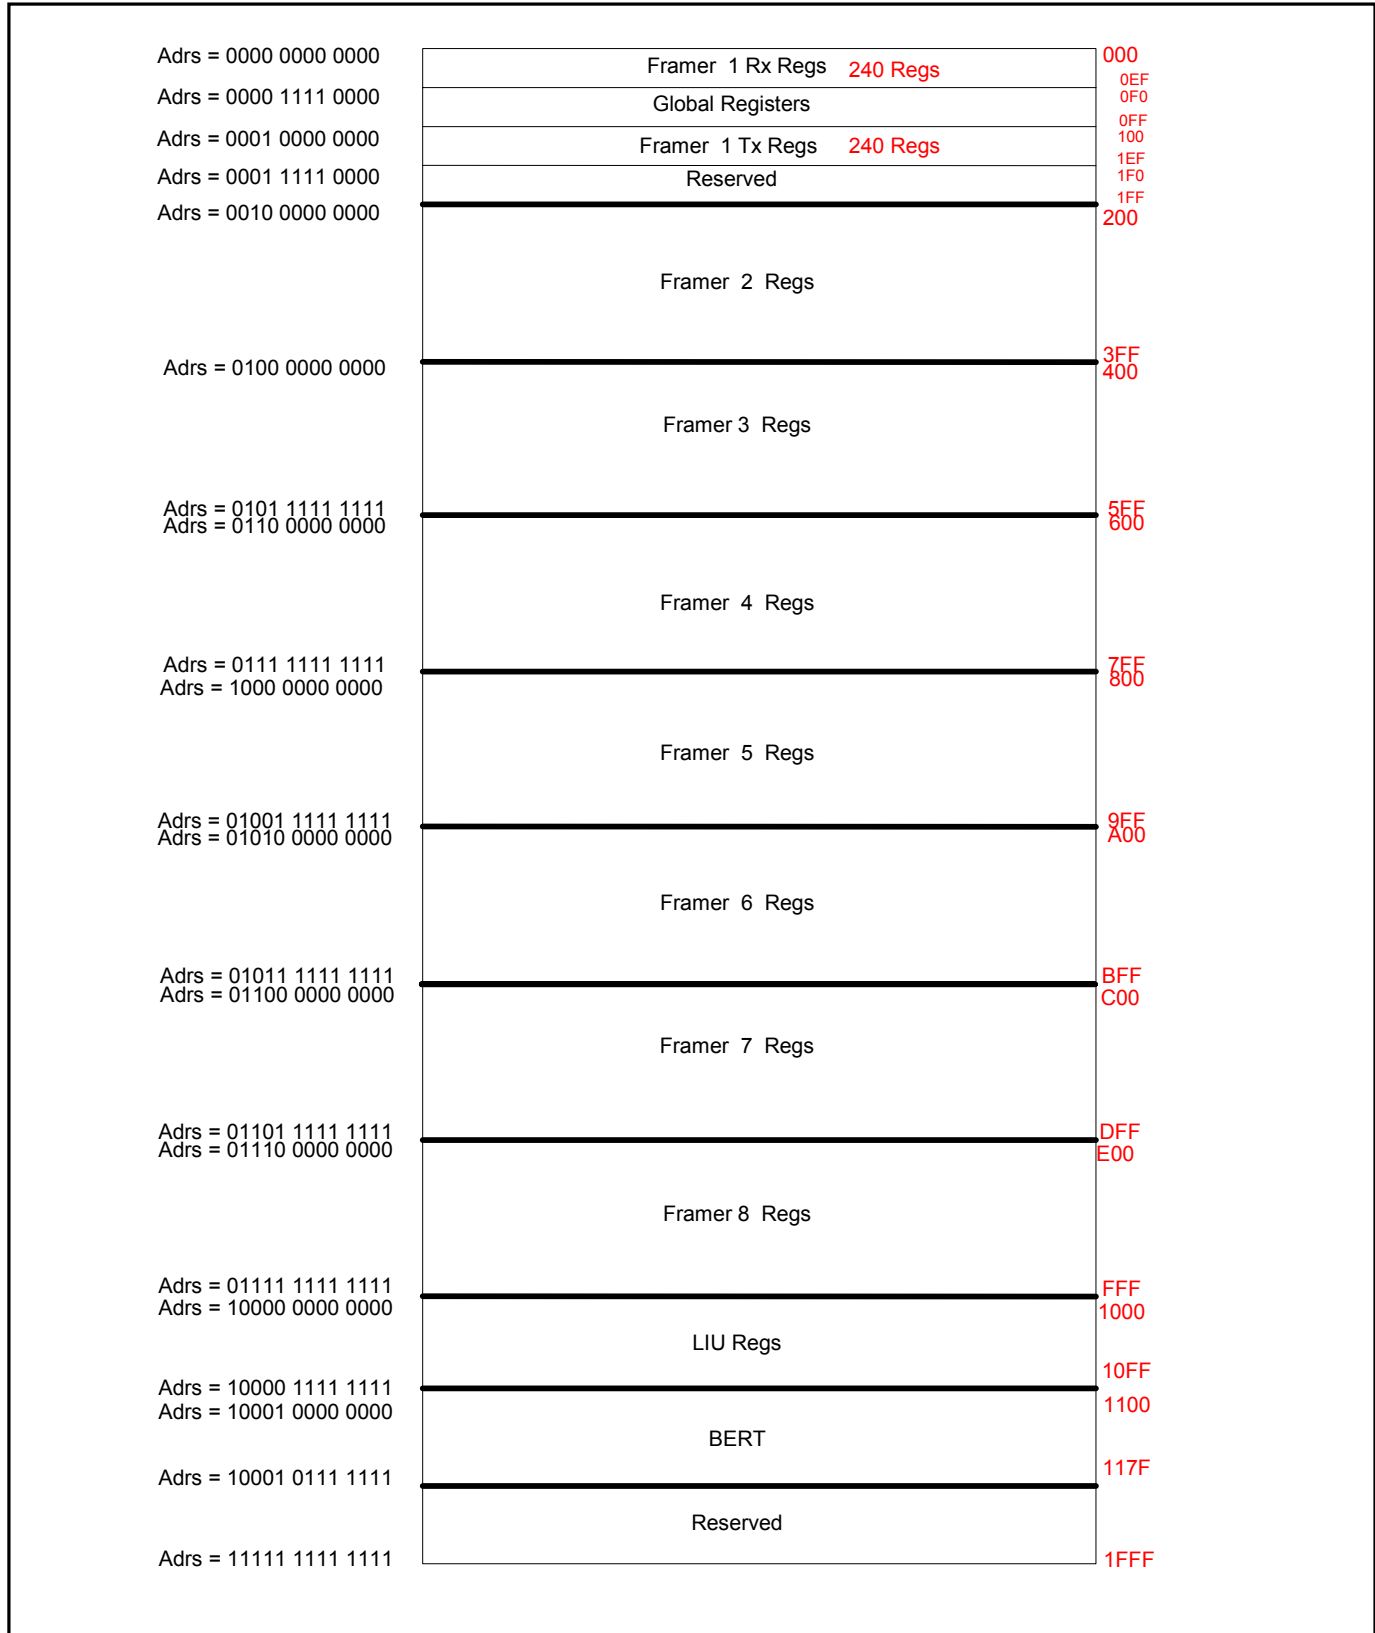 Adrs = 0000 0000 0000 Framer 1 Rx Regs 240 Regs 000
0EF
Adrs = 0000 1111 0000 Global Registers 0F0
0FF
Adrs = 0001 0000 0000 Framer 1 Tx Regs 240 Regs 100
1EF
Adrs = 0001 1111 0000 Reserved 1F0
1FF
Adrs = 0010 0000 0000 200
Framer 2 Regs
3FF
Adrs = 0100 0000 0000 400
Framer 3 Regs
Adrs = 0101 1111 1111 5FF
Adrs = 0110 0000 0000 600
Framer 4 Regs
Adrs = 0111 1111 1111 7FF
Adrs = 1000 0000 0000 800
Framer 5 Regs
Adrs = 01001 1111 1111 9FF
Adrs = 01010 0000 0000 A00
Framer 6 Regs
Adrs = 01011 1111 1111 BFF
Adrs = 01100 0000 0000 C00
Framer 7 Regs
Adrs = 01101 1111 1111 DFF
Adrs = 01110 0000 0000 E00
Framer 8 Regs
Adrs = 01111 1111 1111 FFF
Adrs = 10000 0000 0000 1000
LIU Regs
10FF
Adrs = 10000 1111 1111
Adrs = 10001 0000 0000 1100
BERT
117F
Adrs = 10001 0111 1111
Reserved
Adrs = 11111 1111 1111 1FFF